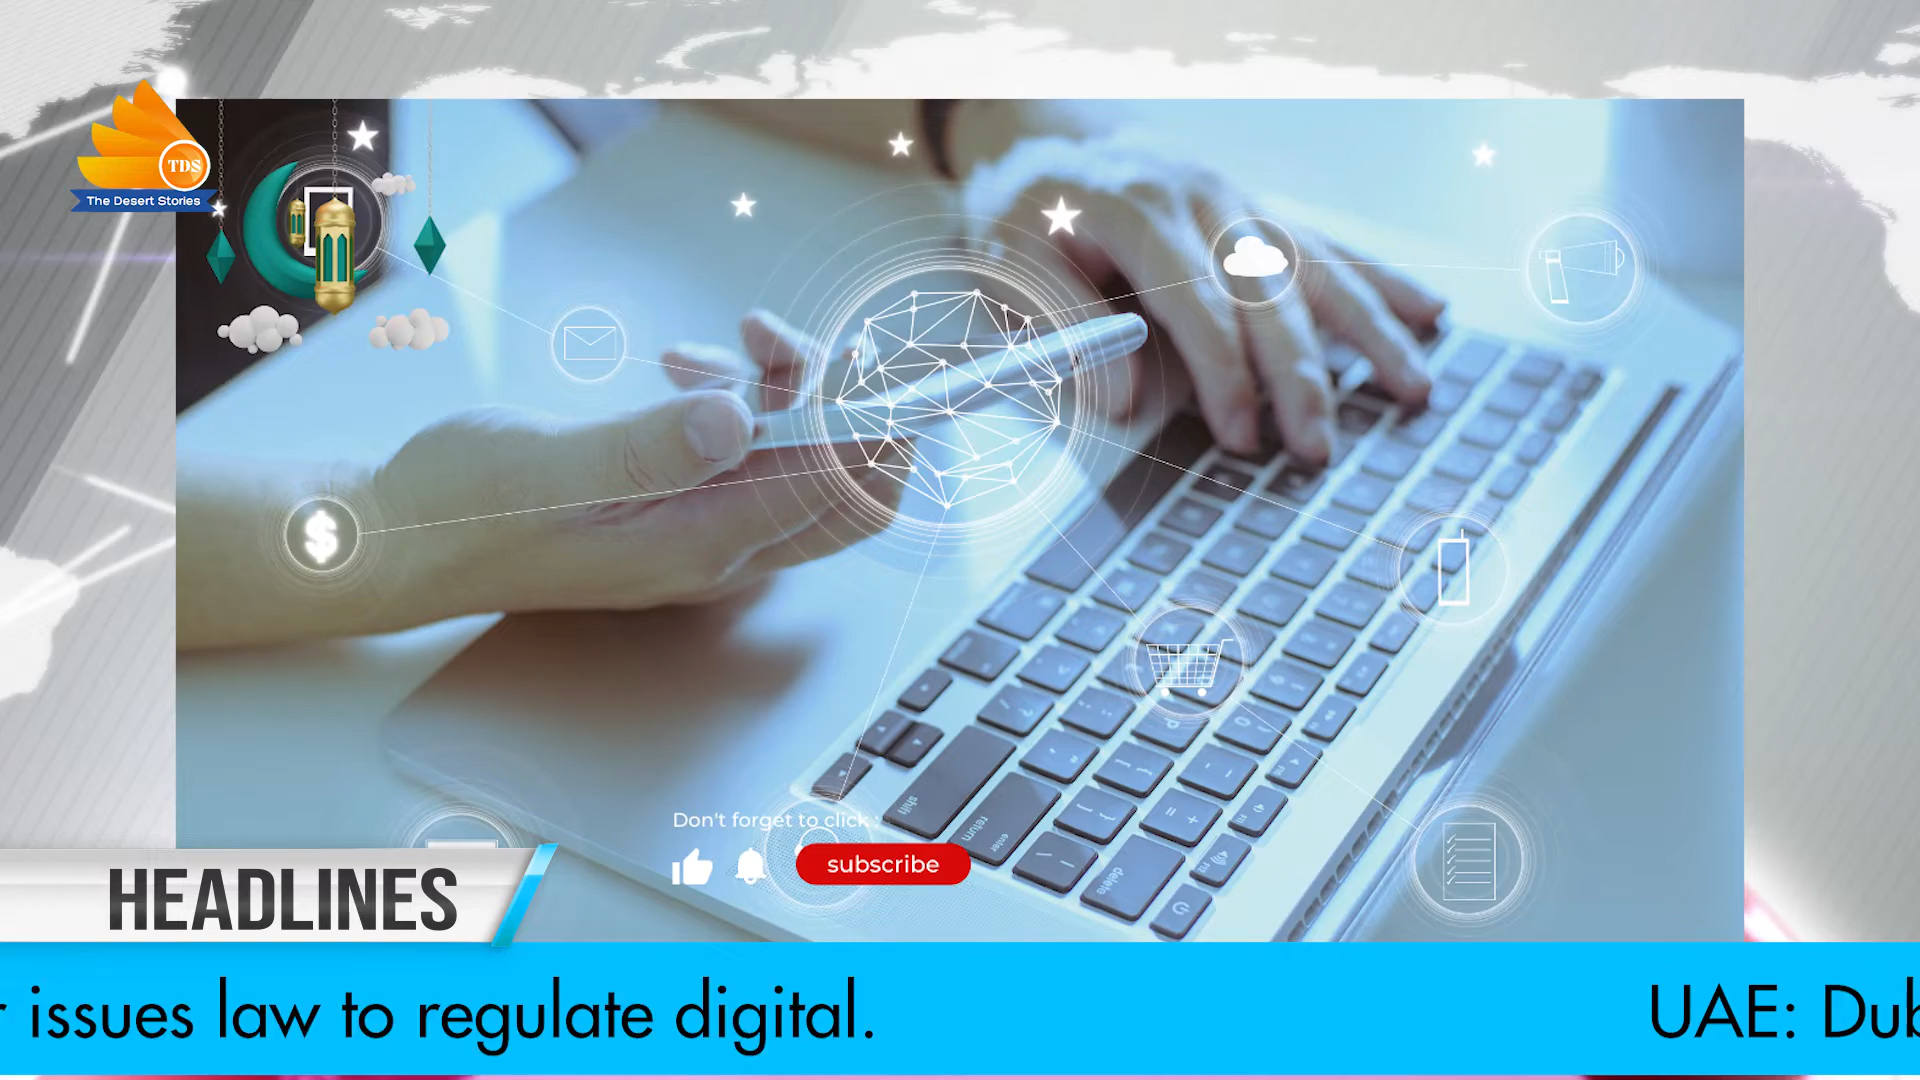 TDS
The Desert Stories
Don't forget to click :
subscribe
HEADLINES
issues law to regulate digital.
UAE: Dub